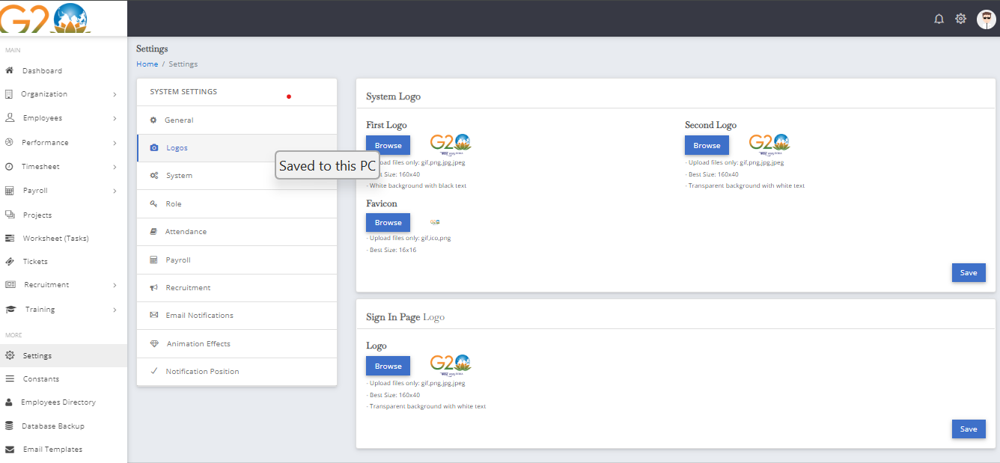 G20
MAIN
Dashboard
Organization
Employees
Performance
Timesheet
Payroll
Projects
Worksheet (Tasks)
Tickets
Recruitment
Training
MORE
Settings
Constants
Employees Directory
Database Backup
Email Templates
Settings
Home / Settings
SYSTEM SETTINGS
General
Logos
System
Role
Attendance
Payroll
Recruitment
Email Notifications
Animation Effects
Notification Position
Saved to this PC
System Logo
First Logo
Browse
G20
load files only: gif,png,jpg,jpeg
Size: 160x40
- White background with black text
Second Logo
Browse
G20
- Upload files only: gif,png,jpg,jpeg
- Best Size: 160x40
- Transparent background with white text
Favicon
Browse
G20
- Upload files only: gif,ico,png
- Best Size: 16x16
Save
Sign In Page Logo
Logo
Browse
G20
- Upload files only: gif,png,jpg,jpeg
- Best Size: 160x40
- Transparent background with white text
Save